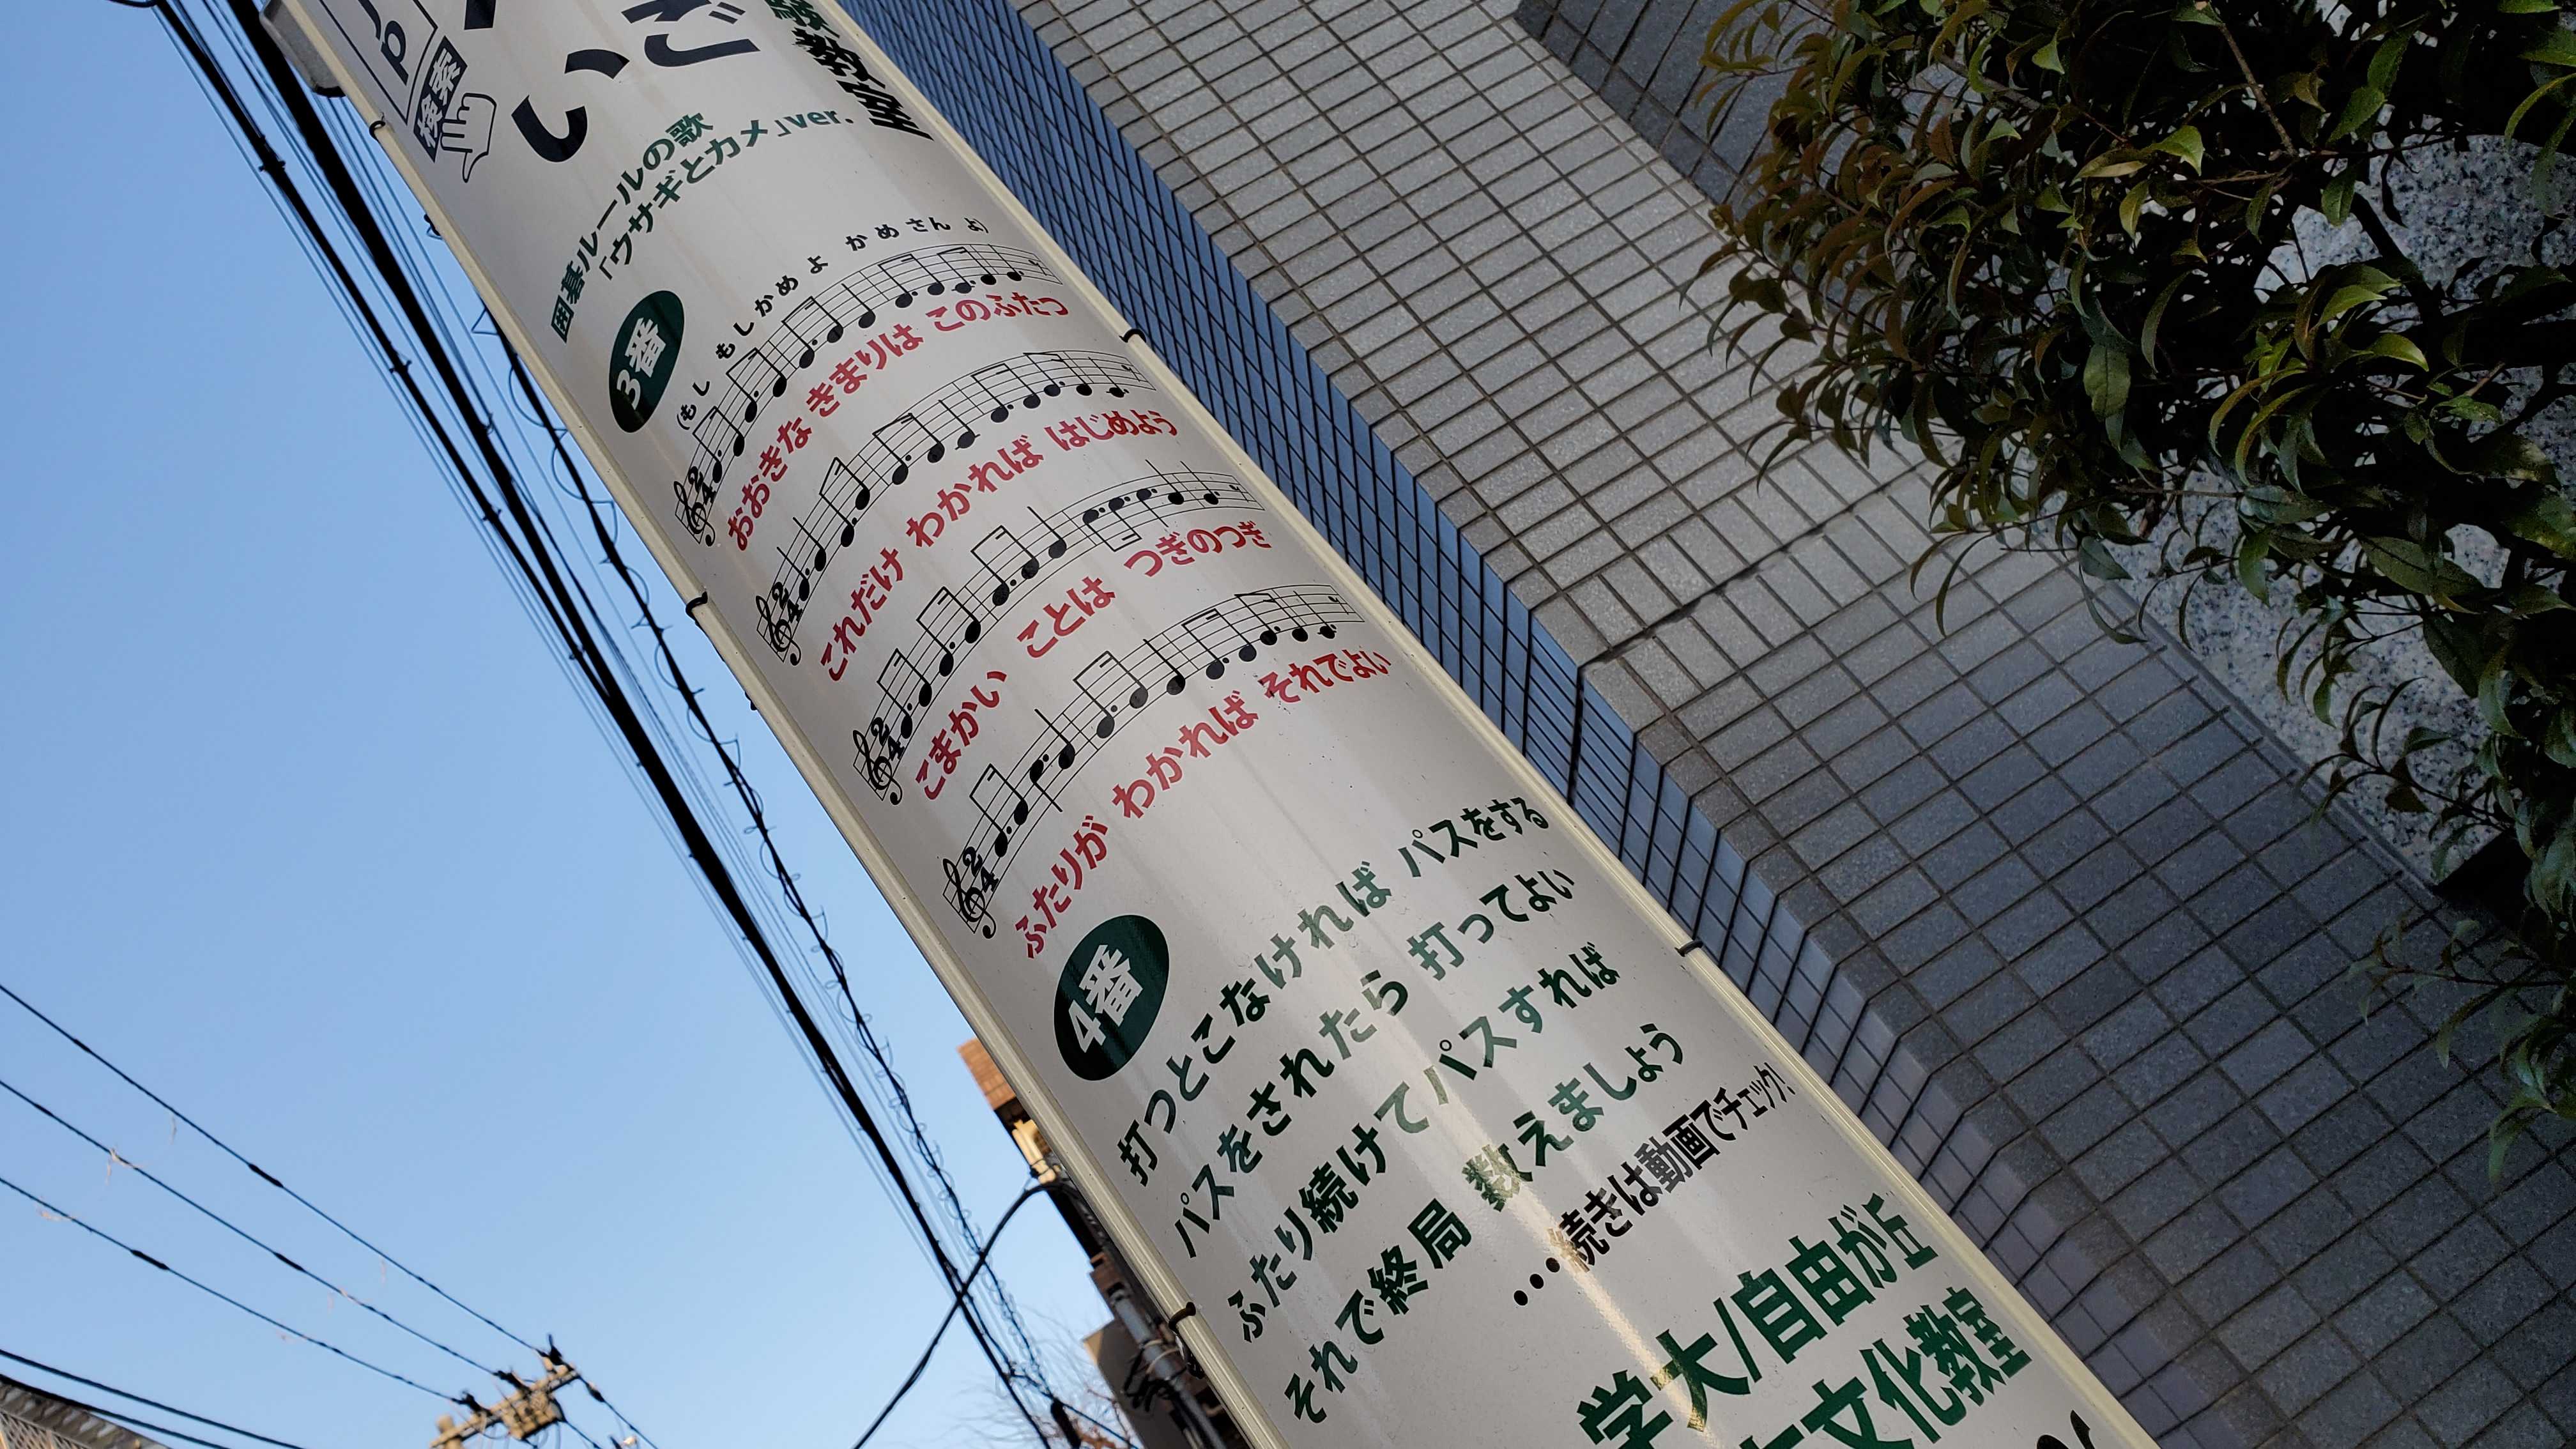 検索
ござ
い
教室
囲碁ルールの歌
「ウサギとカメ」ver.
3番
(もし もしかめよ かめさん よ)
おおきな きまりは このふたつ
これだけ わかれば はじめよう
こまかい ことは つぎのつぎ
ふたりが わかれば それでよい
4番
打つとこなければ パスをする
パスをされたら 打ってよい
ふたり続けてパスすれば
それで終局 数えましょう
…続きは動画でチェック!
学大/自由が丘
文化教室